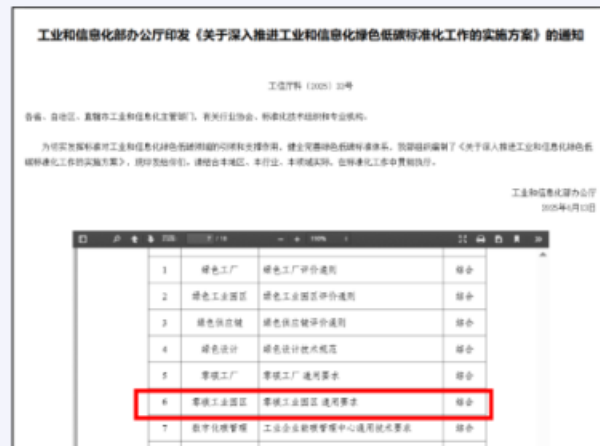 工业和信息化部办公厅印发《关于深入推进工业和信息化绿色低碳标准化工作的实施方案》的通知
工信厅科〔2025〕33号
各省、自治区、直辖市工业和信息化主管部门，有关行业协会、标准化技术组织和专业机构：
为切实发挥标准对工业和信息化绿色低碳领域的引领和支撑作用，健全完善绿色低碳标准体系，我部组织编制了《关于深入推进工业和信息化绿色低
碳标准化工作的实施方案》，现印发给你们，请结合本地区、本行业、本领域实际，在标准化工作中贯彻执行。
工业和信息化部办公厅
2025年6月13日
1 绿色工厂 绿色工厂评价通则 综合
2 绿色工业园区 绿色工业园区评价通则 综合
3 绿色供应链 绿色供应链评价通则 综合
4 绿色设计 绿色设计技术规范 综合
5 零碳工厂 零碳工厂 通用要求 综合
6 零碳工业园区 零碳工业园区 通用要求 综合
7 数字化碳管理 工业企业能碳管理中心通用技术要求 综合